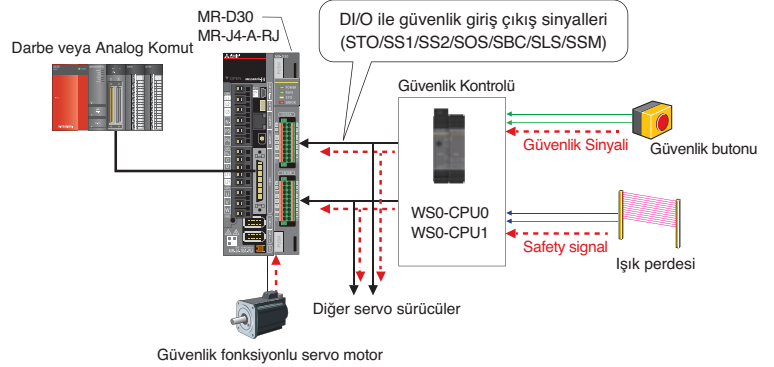 MR-D30
MR-J4-A-RJ
DI/O ile güvenlik giriş çıkış sinyalleri
(STO/SS1/SS2/SOS/SBC/SLS/SSM)
Darbe veya Analog Komut
Güvenlik Kontrolü
Güvenlik Sinyali
Güvenlik butonu
WS0-CPU0
WS0-CPU1
Safety signal
Işık perdesi
Diğer servo sürücüler
Güvenlik fonksiyonlu servo motor